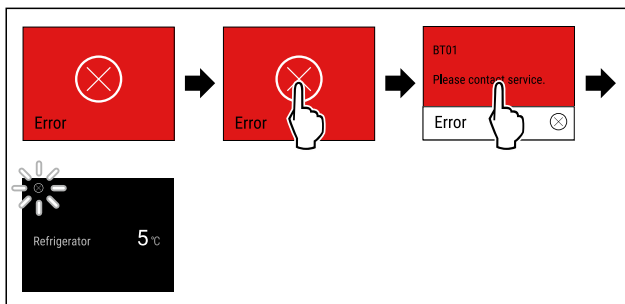 Error
Error
BT01
Please contact service.
Error
Refrigerator 5 °C